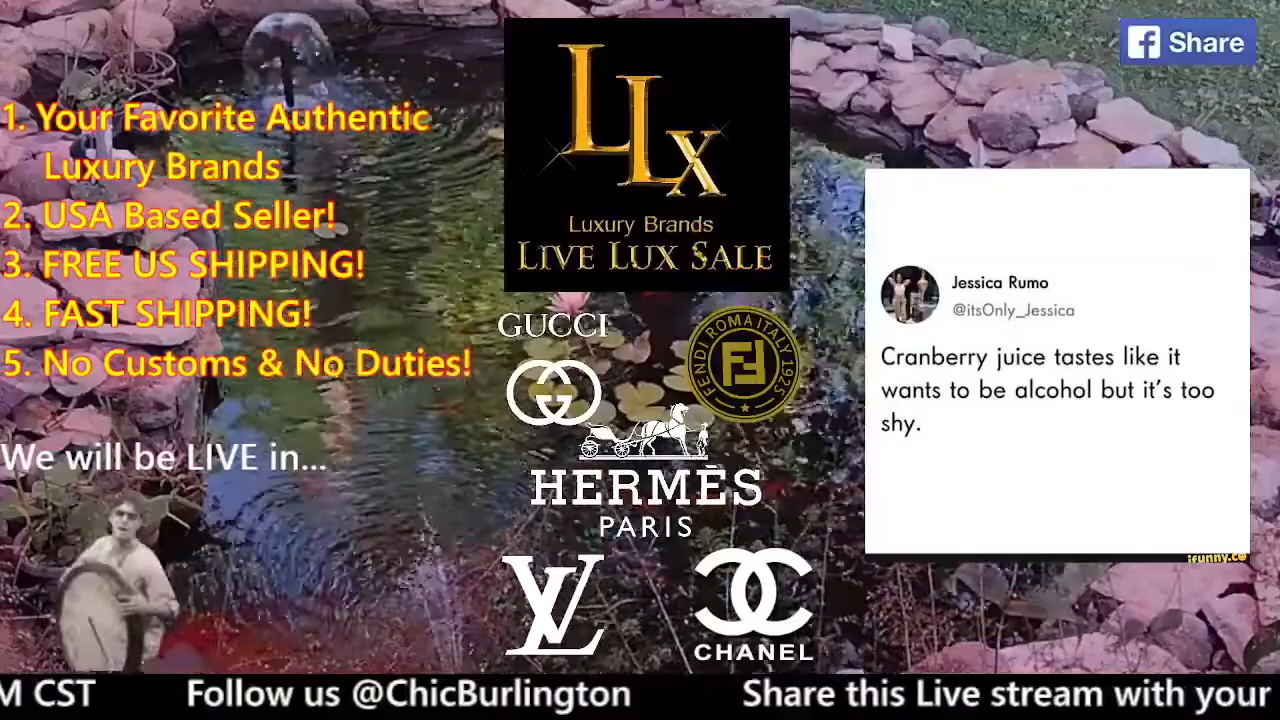 1. Your Favorite Authentic
Luxury Brands
2. USA Based Seller!
3. FREE US SHIPPING!
4. FAST SHIPPING!
5. No Customs & No Duties!
We will be LIVE in...
LLX
Luxury Brands
LIVE LUX SALE
GUCCI
FENDI ROMA ITALY 1925
HERMÈS
PARIS
LV
CHANEL
f Share
Jessica Rumo
@itsOnly_Jessica
Cranberry juice tastes like it
wants to be alcohol but it's too
shy.
ifunny.co
M CST Follow us @ChicBurlington Share this Live stream with your